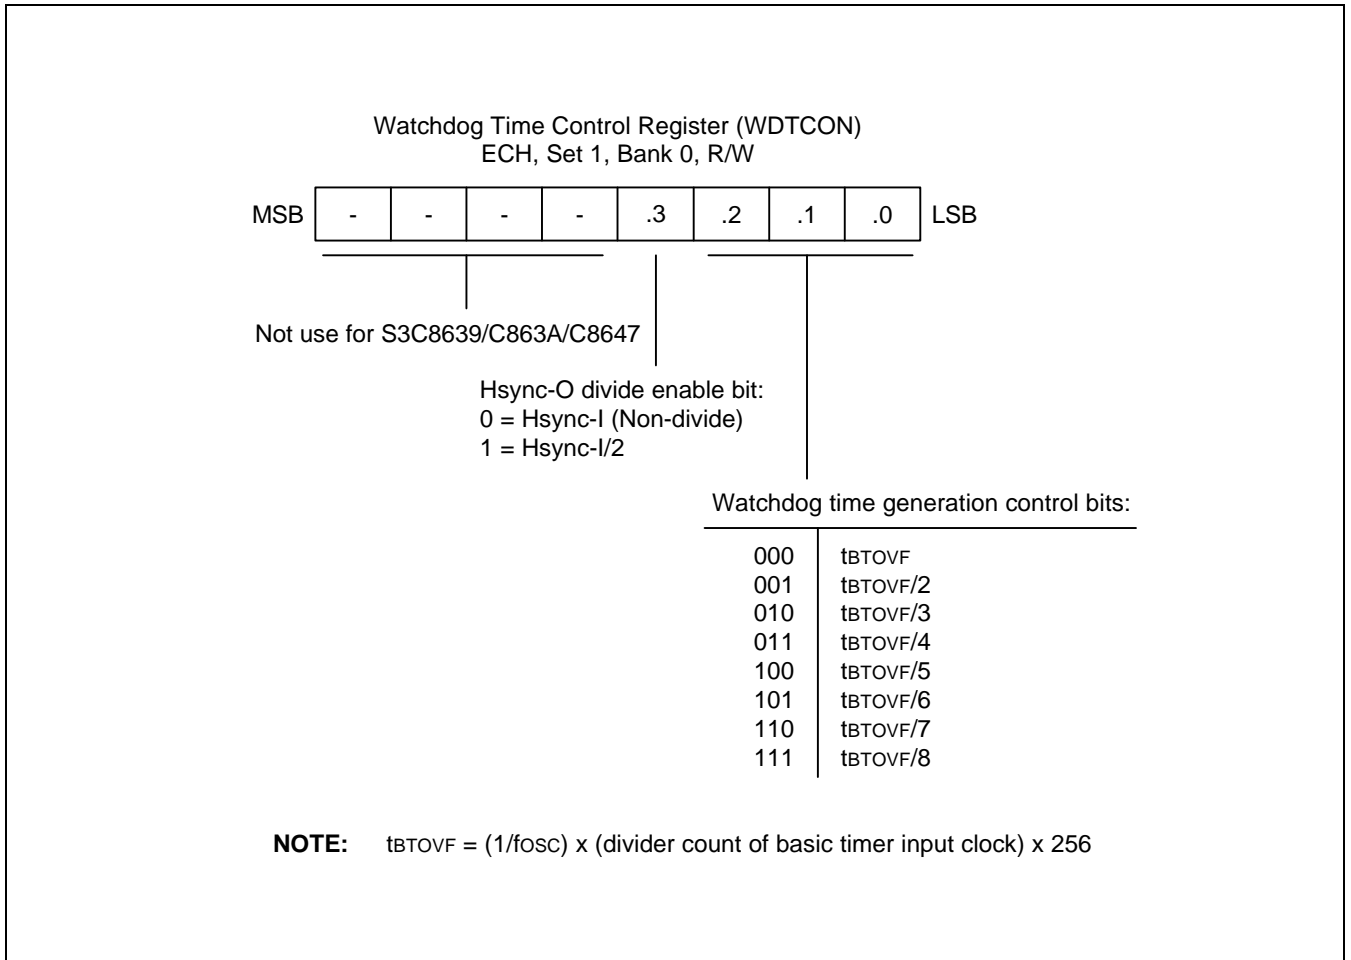 Watchdog Time Control Register (WDTCON)
ECH, Set 1, Bank 0, R/W
MSB - - - - .3 .2 .1 .0 LSB
Not use for S3C8639/C863A/C8647
Hsync-O divide enable bit:
0 = Hsync-I (Non-divide)
1 = Hsync-I/2
Watchdog time generation control bits:
000 tBTOVF
001 tBTOVF/2
010 tBTOVF/3
011 tBTOVF/4
100 tBTOVF/5
101 tBTOVF/6
110 tBTOVF/7
111 tBTOVF/8
NOTE: tBTOVF = (1/fOSC) x (divider count of basic timer input clock) x 256